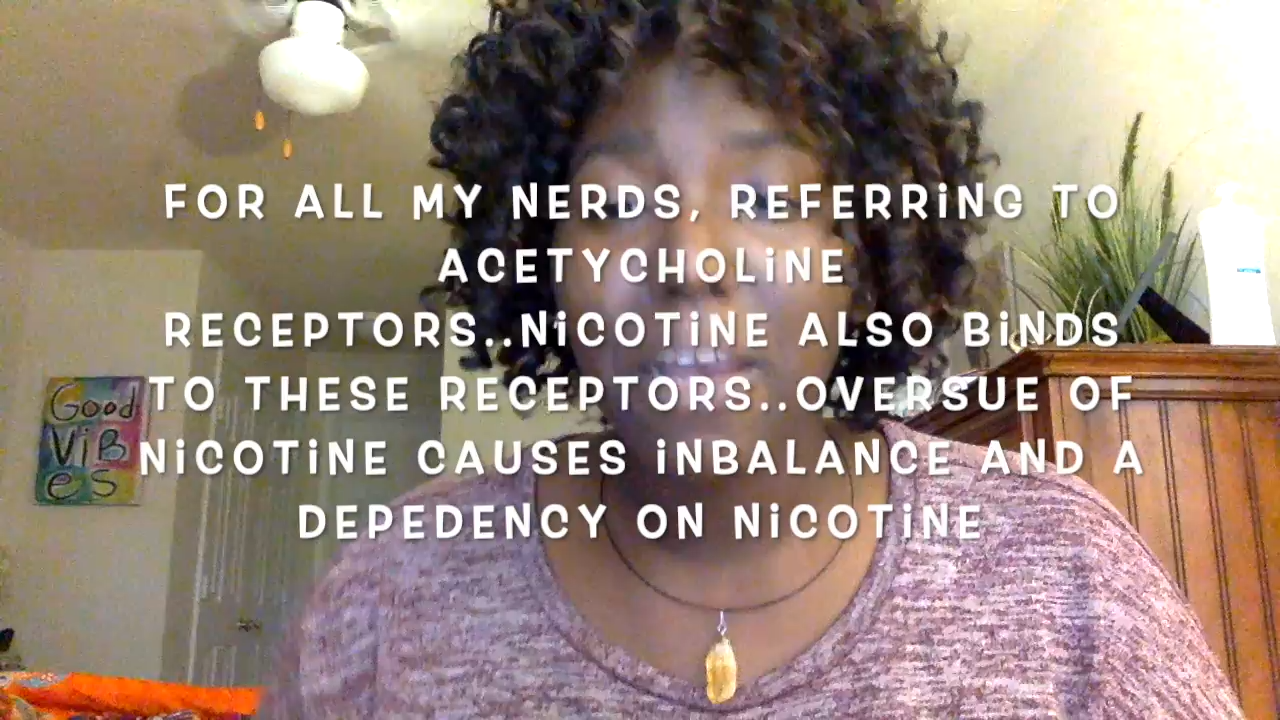 FOR ALL MY NERDS, REFERRiNG TO
ACETYCHOLiNE
RECEPTORS..NiCOTiNE ALSO BiNDS
TO THESE RECEPTORS..OVERSUE OF
NiCOTiNE CAUSES iNBALANCE AND A
DEPEDENCY ON NiCOTiNE
Good
ViB
es